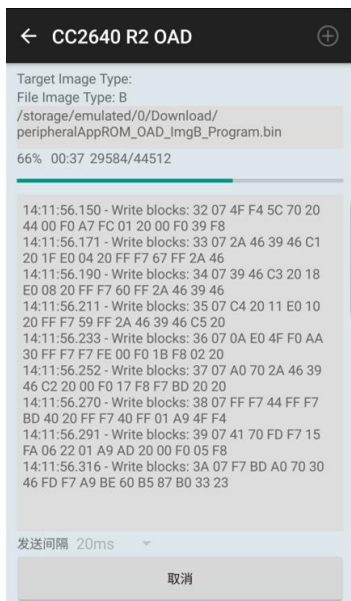 CC2640 R2 OAD
Target Image Type:
File Image Type: B
/storage/emulated/0/Download/
peripheralAppROM_OAD_ImgB_Program.bin
66% 00:37 29584/44512
14:11:56.150 - Write blocks: 32 07 4F F4 5C 70 20
44 00 F0 A7 FC 01 20 00 F0 39 F8
14:11:56.171 - Write blocks: 33 07 2A 46 39 46 C1
20 1F E0 04 20 FF F7 67 FF 2A 46
14:11:56.190 - Write blocks: 34 07 39 46 C3 20 18
E0 08 20 FF F7 60 FF 2A 46 39 46
14:11:56.211 - Write blocks: 35 07 C4 20 11 E0 10
20 FF F7 59 FF 2A 46 39 46 C5 20
14:11:56.233 - Write blocks: 36 07 0A E0 4F F0 AA
30 FF F7 F7 FE 00 F0 1B F8 02 20
14:11:56.252 - Write blocks: 37 07 A0 70 2A 46 39
46 C2 20 00 F0 17 F8 F7 BD 20 20
14:11:56.270 - Write blocks: 38 07 FF F7 44 FF F7
BD 40 20 FF F7 40 FF 01 A9 4F F4
14:11:56.291 - Write blocks: 39 07 41 70 FD F7 15
FA 06 22 01 A9 AD 20 00 F0 05 F8
14:11:56.316 - Write blocks: 3A 07 F7 BD A0 70 30
46 FD F7 A9 BE 60 B5 87 B0 33 23
发送间隔 20ms
取消